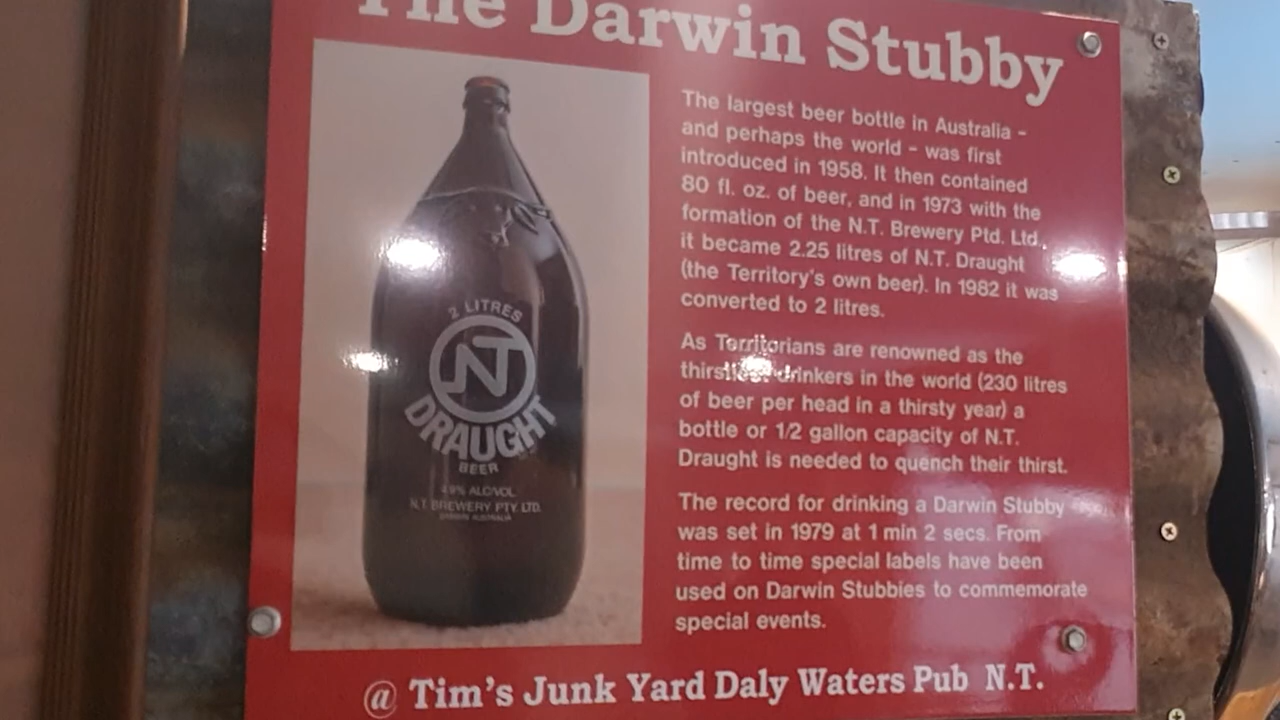 The Darwin Stubby
The largest beer bottle in Australia -
and perhaps the world - was first
introduced in 1958. It then contained
80 fl. oz. of beer, and in 1973 with the
formation of the N.T. Brewery Ptd. Ltd.,
it became 2.25 litres of N.T. Draught
(the Territory's own beer). In 1982 it was
converted to 2 litres.
As Territorians are renowned as the
thirstiest drinkers in the world (230 litres
of beer per head in a thirsty year) a
bottle or 1/2 gallon capacity of N.T.
Draught is needed to quench their thirst.
The record for drinking a Darwin Stubby
was set in 1979 at 1 min 2 secs. From
time to time special labels have been
used on Darwin Stubbies to commemorate
special events.
2 LITRES
NT
DRAUGHT
BEER
4.9% ALC/VOL
N.T. BREWERY PTY. LTD.
DARWIN AUSTRALIA
@ Tim's Junk Yard Daly Waters Pub N.T.